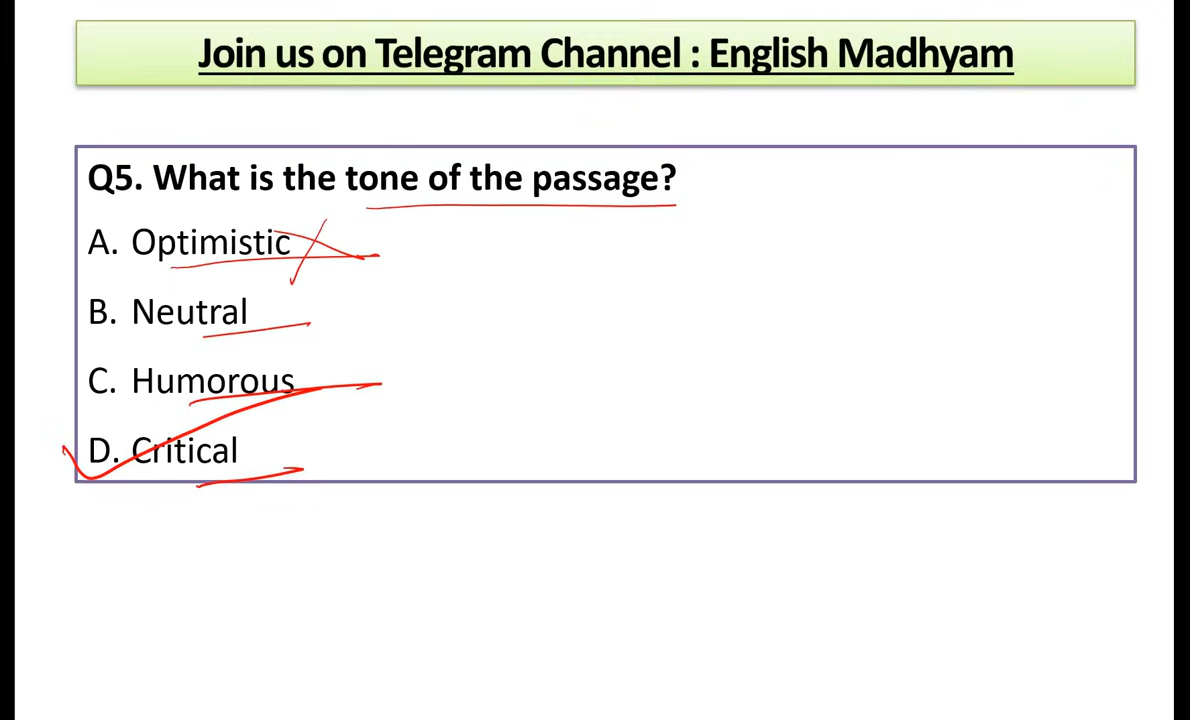 Join us on Telegram Channel : English Madhyam
Q5. What is the tone of the passage?
A. Optimistic
B. Neutral
C. Humorous
D. Critical